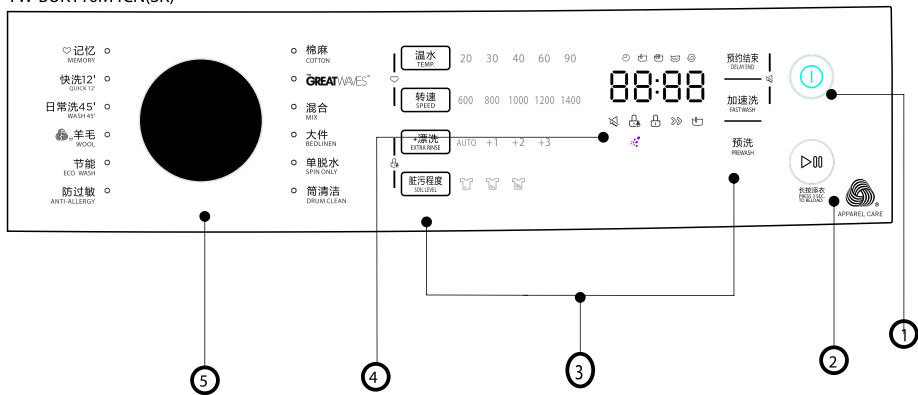 记忆
MEMORY
快洗12'
QUICK 12'
日常洗45'
WASH 45'
羊毛
WOOL
节能
ECO WASH
防过敏
ANTI-ALLERGY
棉麻
COTTON
GREATWAVES™
混合
MIX
大件
BEDLINEN
单脱水
SPIN ONLY
筒清洁
DRUM CLEAN
温水
TEMP.
20 30 40 60 90
转速
SPEED
600 800 1000 1200 1400
+漂洗
EXTRA RINSE
AUTO +1 +2 +3
脏污程度
SOIL LEVEL
88:88
预约结束
DELAY END
加速洗
FAST WASH
预洗
PREWASH
长按添衣
PRESS 3 SEC.
TO RELOAD
APPAREL CARE
5
4
3
2
1